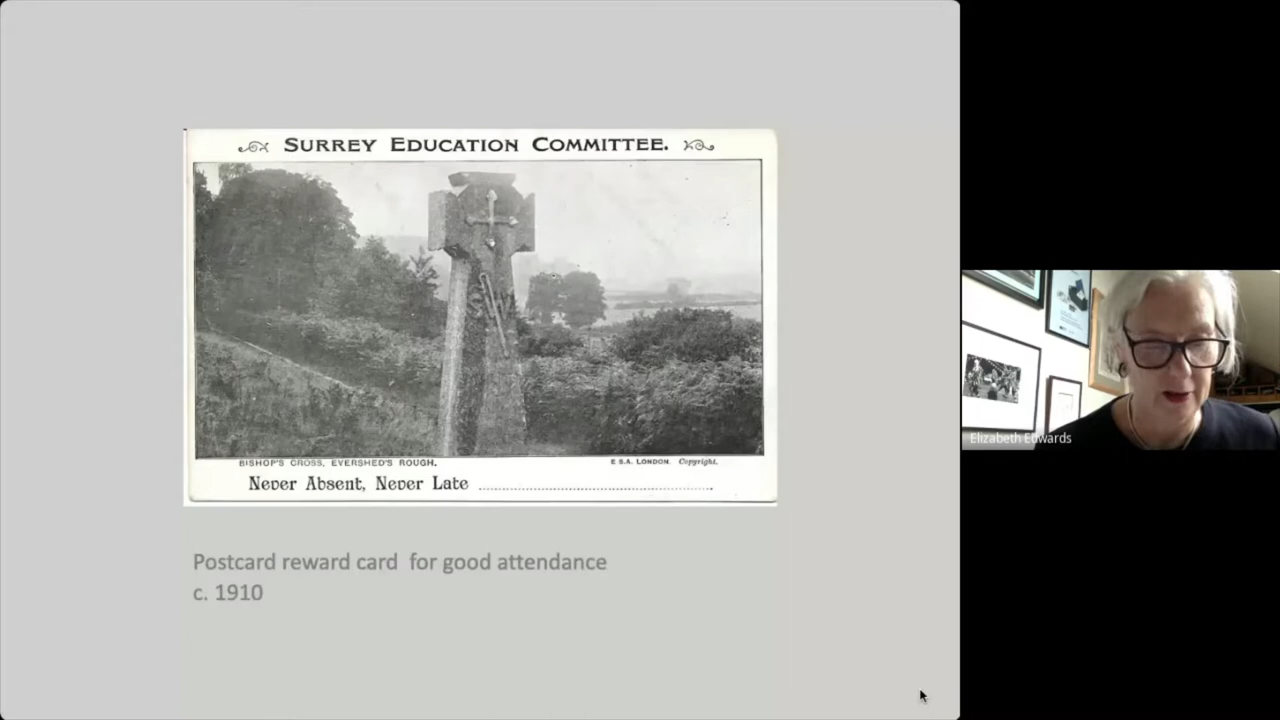 SURREY EDUCATION COMMITTEE.
BISHOP'S CROSS, EVERSHED'S ROUGH.
E S.A. LONDON. Copyright.
Never Absent, Never Late
Postcard reward card for good attendance
c. 1910
Elizabeth Edwards